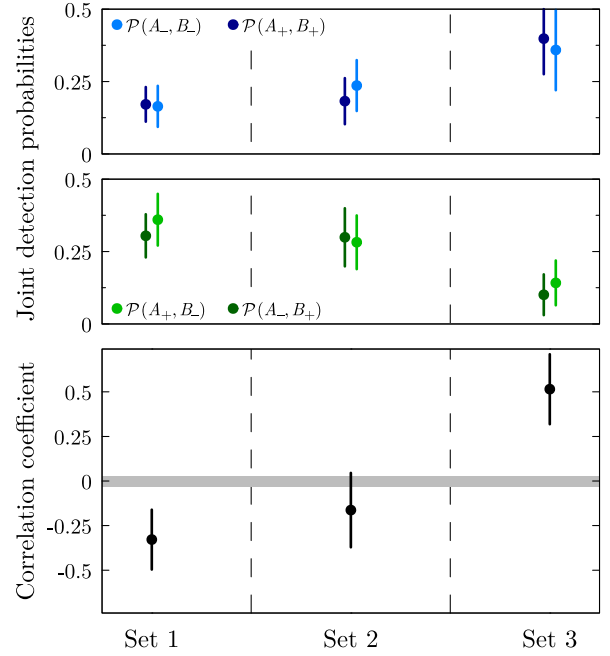 Joint detection probabilities
0.5
0.25
0
𝒫(A₋, B₋) 𝒫(A₊, B₊)
0.5
0.25
0
𝒫(A₊, B₋) 𝒫(A₋, B₊)
Correlation coefficient
0.5
0.25
0
-0.25
-0.5
Set 1 Set 2 Set 3